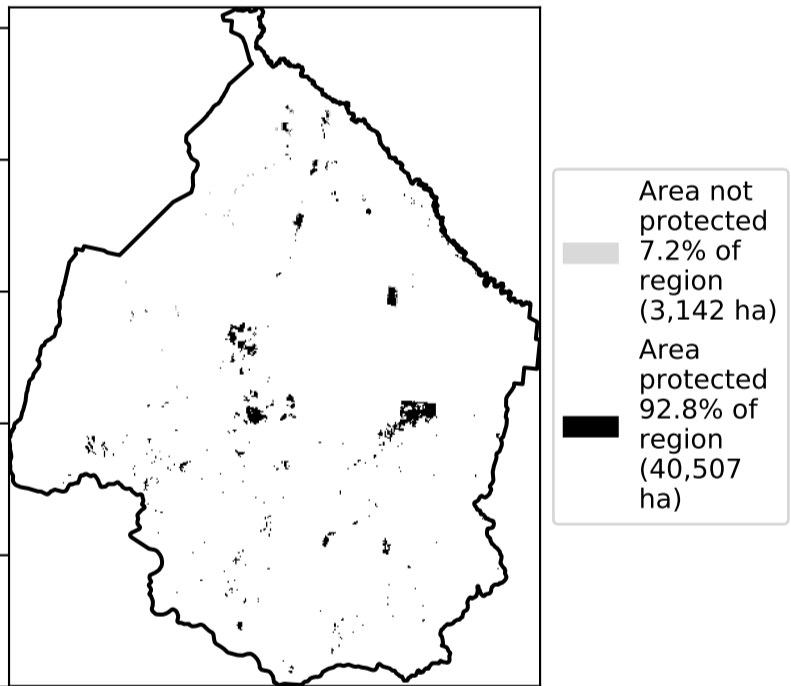 Area not
protected
7.2% of
region
(3,142 ha)
Area
protected
92.8% of
region
(40,507
ha)